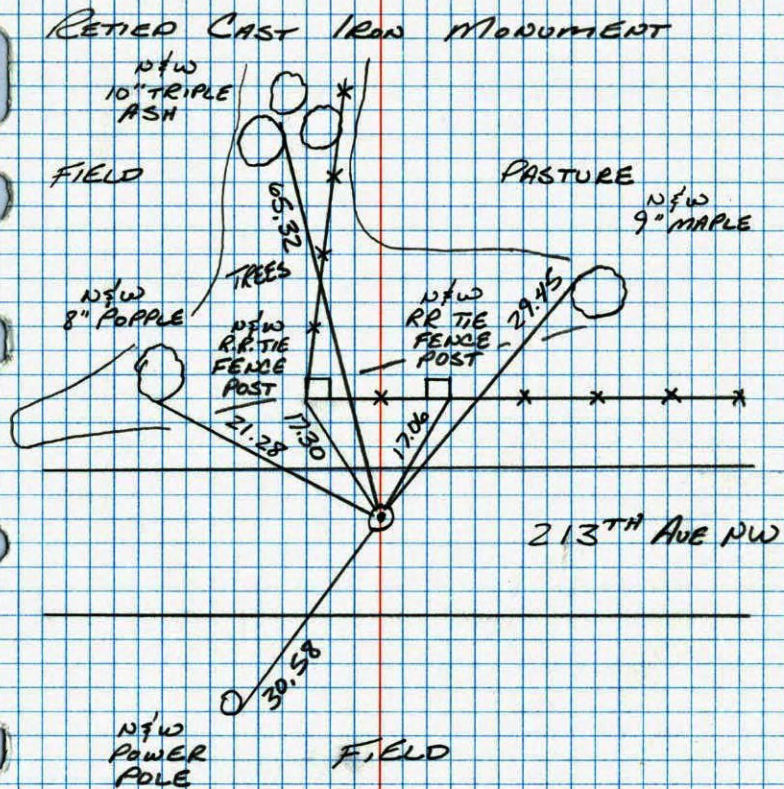 RETIED CAST IRON MONUMENT
N&W
10" TRIPLE
ASH
FIELD
PASTURE
N&W
9" MAPLE
65.32
TREES
29.45
N&W
8" POPPLE
N&W
R.R. TIE
FENCE
POST
N&W
RR TIE
FENCE
POST
21.28
17.30
17.06
213TH AVE NW
30.58
N&W
POWER
POLE
FIELD